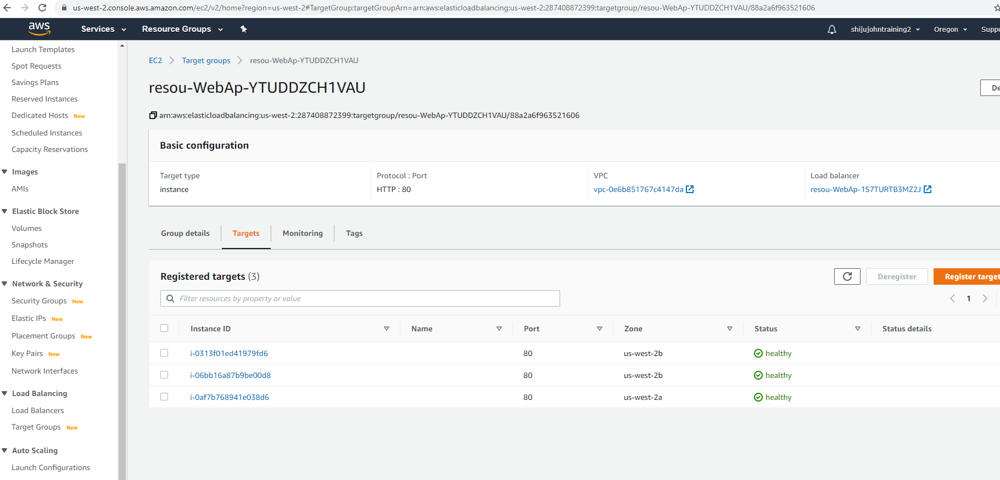 us-west-2.console.aws.amazon.com/ec2/v2/home?region=us-west-2#TargetGroup:targetGroupArn=arn:aws:elasticloadbalancing:us-west-2:287408872399:targetgroup/resou-WebAp-YTUDDZCH1VAU/88a2a6f963521606
aws Services Resource Groups shijujohntraining2 Oregon Suppo
Launch Templates
Spot Requests
Savings Plans
Reserved Instances
Dedicated Hosts New
Scheduled Instances
Capacity Reservations
Images
AMIs
Elastic Block Store
Volumes
Snapshots
Lifecycle Manager
Network & Security
Security Groups New
Elastic IPs New
Placement Groups New
Key Pairs New
Network Interfaces
Load Balancing
Load Balancers
Target Groups New
Auto Scaling
Launch Configurations
EC2 Target groups resou-WebAp-YTUDDZCH1VAU
resou-WebAp-YTUDDZCH1VAU
De
arn:aws:elasticloadbalancing:us-west-2:287408872399:targetgroup/resou-WebAp-YTUDDZCH1VAU/88a2a6f963521606
Basic configuration
Target type Protocol : Port VPC Load balancer
instance HTTP : 80 vpc-0e6b851767c4147da resou-WebAp-1S7TURTB3MZ2J
Group details Targets Monitoring Tags
Registered targets (3) Deregister Register target
Filter resources by property or value 1
Instance ID Name Port Zone Status Status details
i-0313f01ed41979fd6 80 us-west-2b healthy
i-06bb16a87b9be00d8 80 us-west-2b healthy
i-0af7b768941e038d6 80 us-west-2a healthy